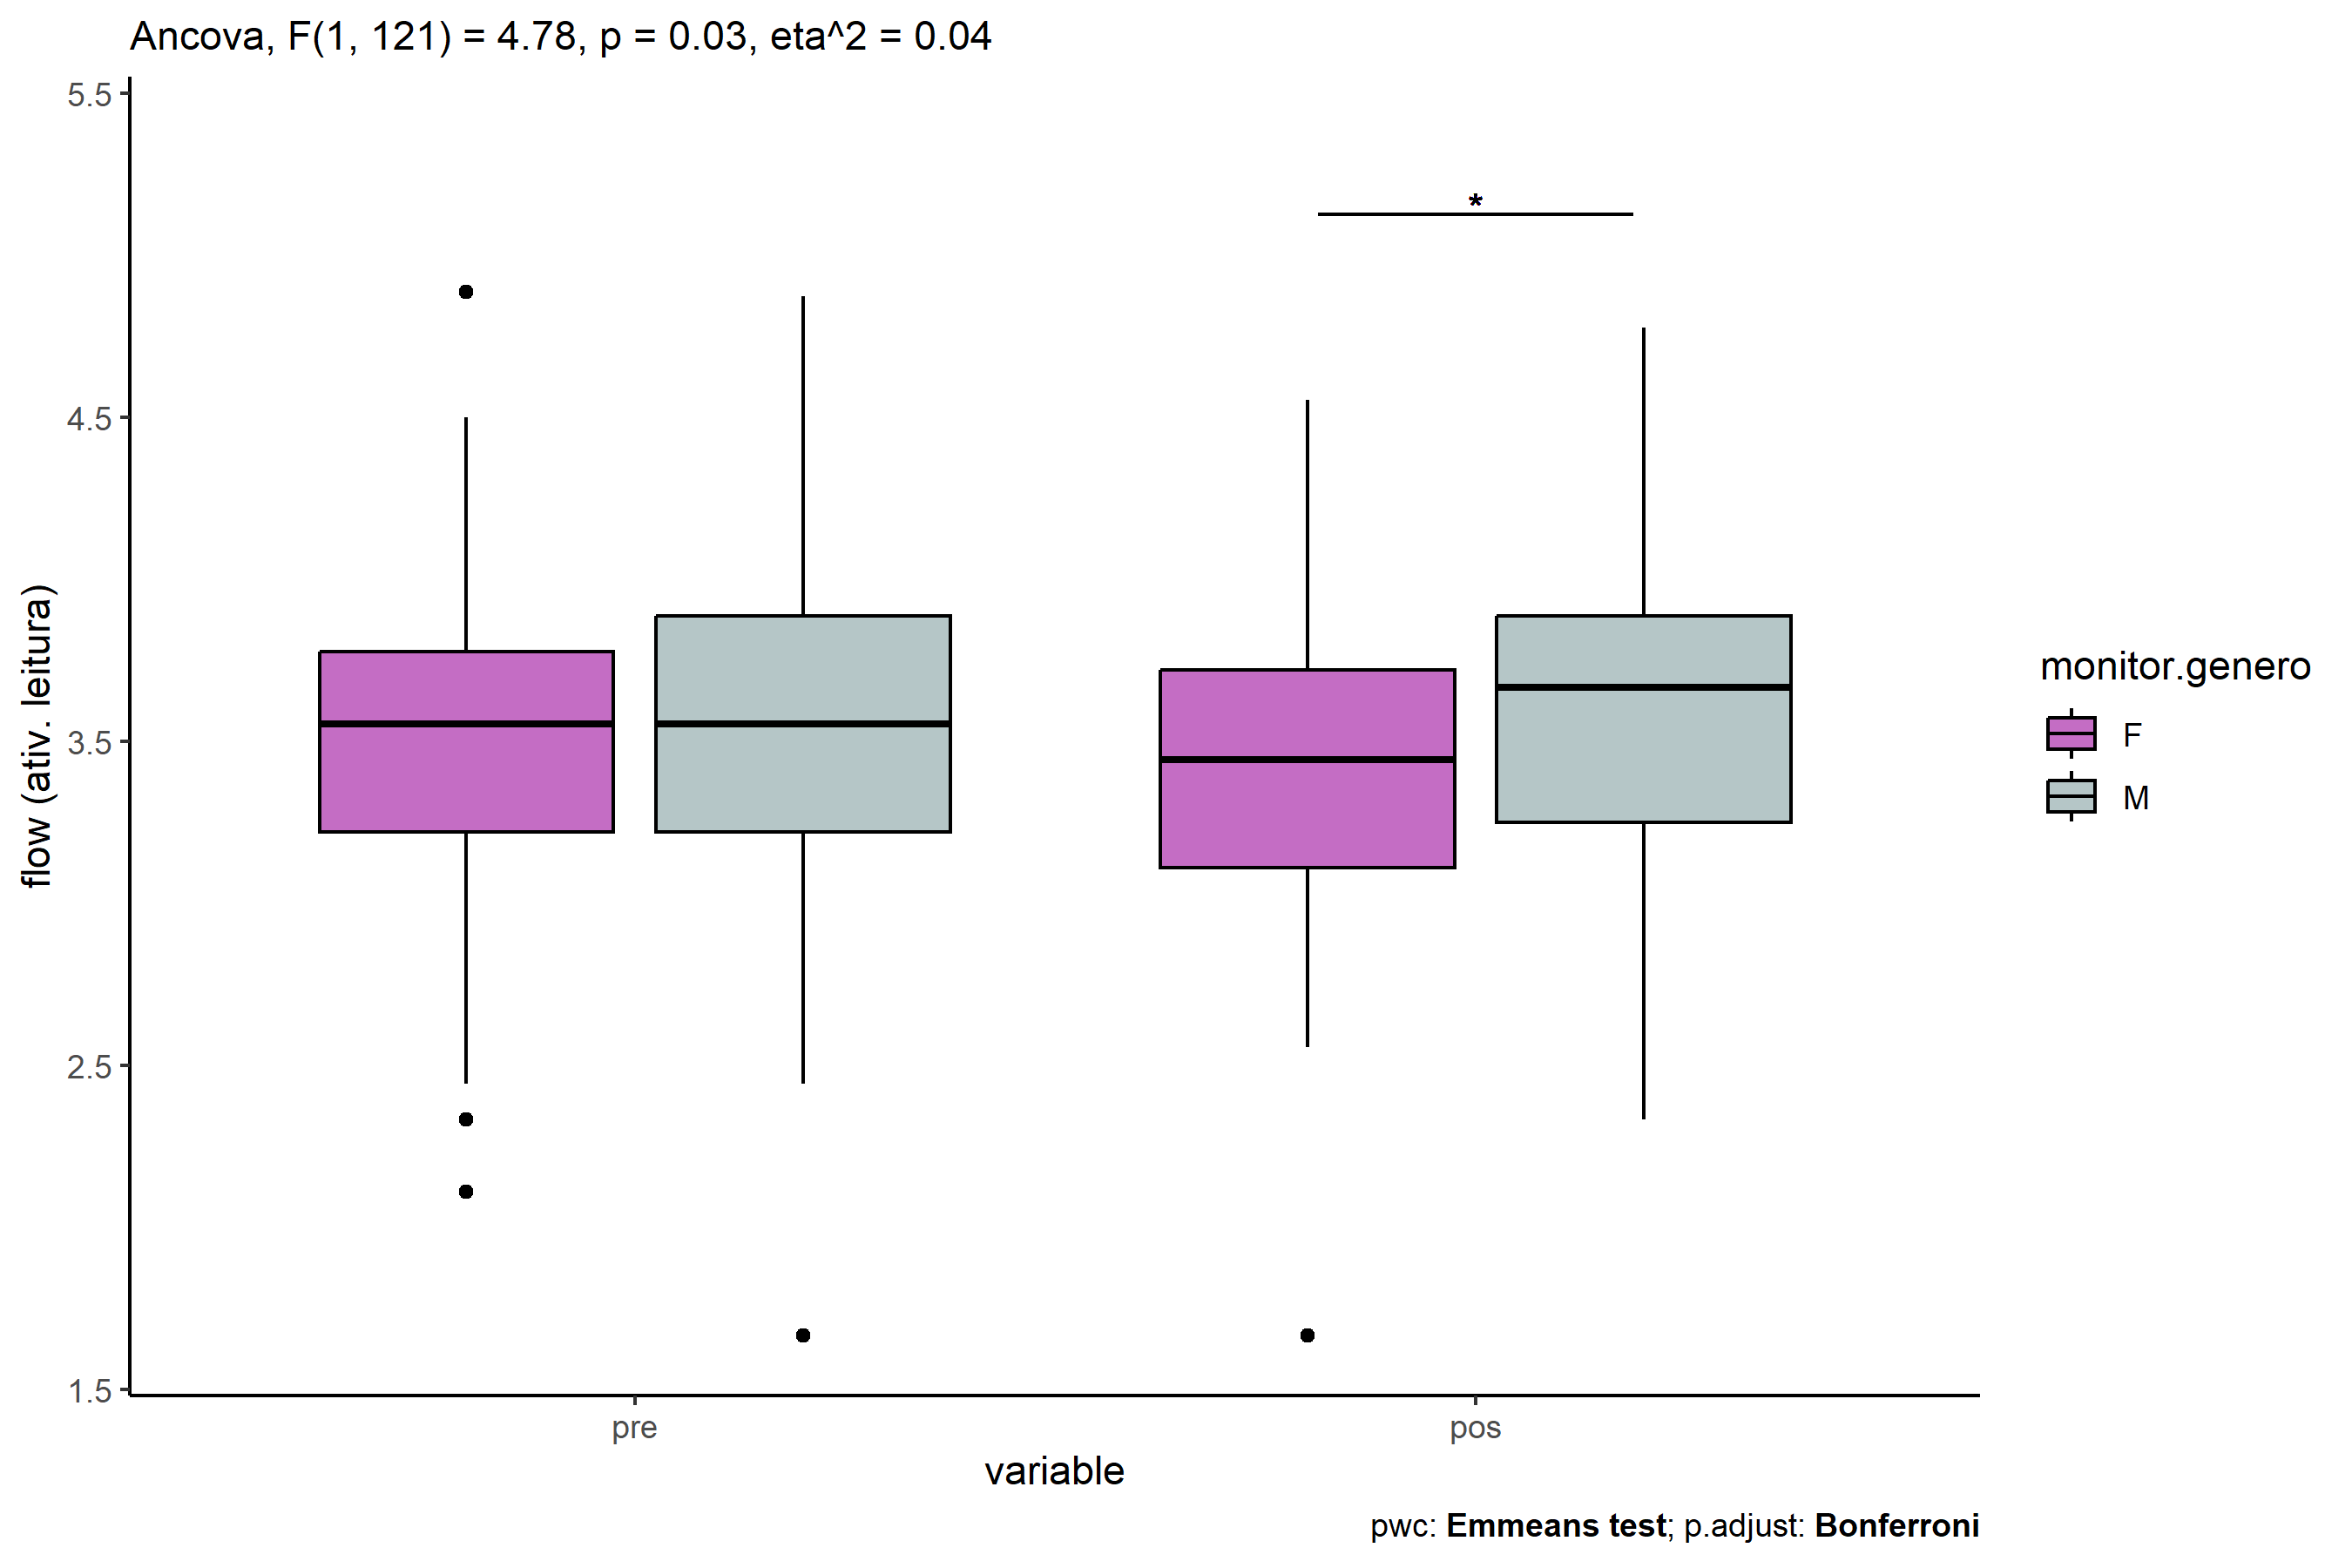 Ancova, F(1, 121) = 4.78, p = 0.03, eta^2 = 0.04
5.5
4.5
3.5
2.5
1.5
flow (ativ. leitura)
*
pre
pos
variable
monitor.genero
F
M
pwc: Emmeans test; p.adjust: Bonferroni